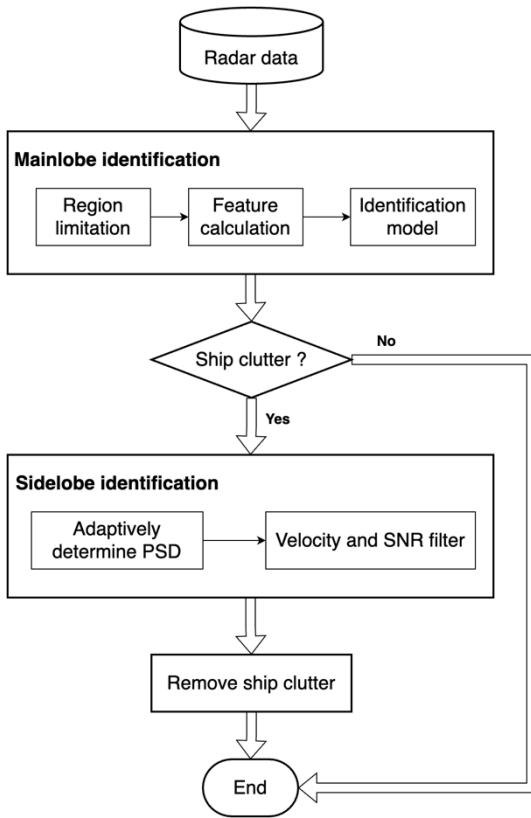 Radar data
Mainlobe identification
Region
limitation
Feature
calculation
Identification
model
Ship clutter ?
No
Yes
Sidelobe identification
Adaptively
determine PSD
Velocity and SNR filter
Remove ship clutter
End